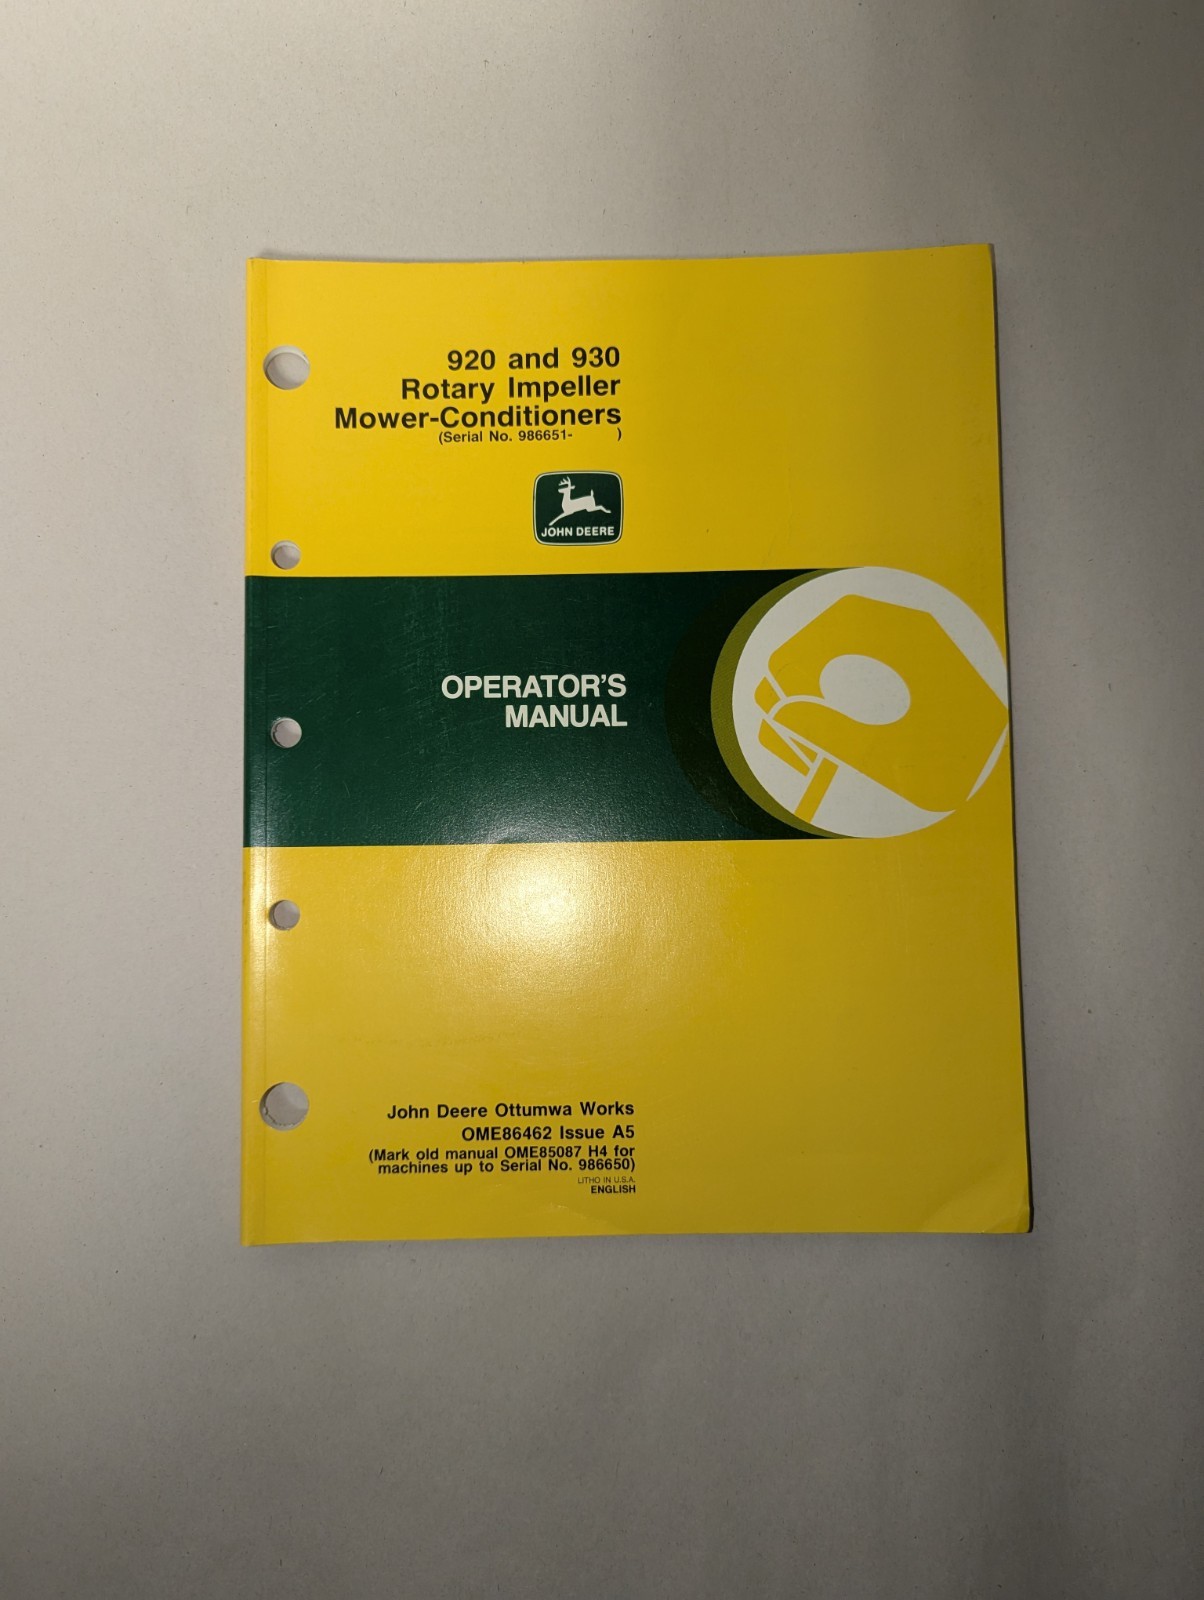 920 and 930
Rotary Impeller
Mower-Conditioners
(Serial No. 986651-        )
JOHN DEERE
OPERATOR'S
MANUAL
John Deere Ottumwa Works
OME86462 Issue A5
(Mark old manual OME85087 H4 for
machines up to Serial No. 986650)
LITHO IN U.S.A.
ENGLISH